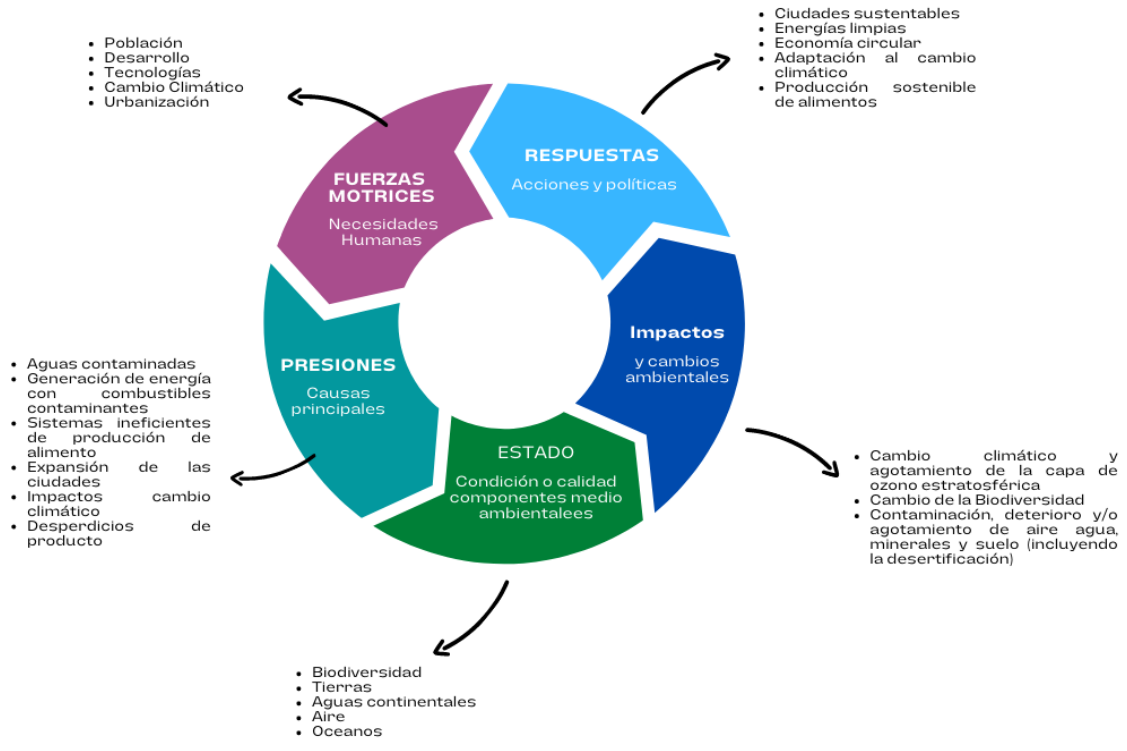 • Población
• Desarrollo
• Tecnologías
• Cambio Climático
• Urbanización
• Ciudades sustentables
• Energías limpias
• Economía circular
• Adaptación al cambio
climático
• Producción sostenible
de alimentos
FUERZAS
MOTRICES
Necesidades
Humanas
RESPUESTAS
Acciones y políticas
Impactos
y cambios
ambientales
PRESIONES
Causas
principales
ESTADO
Condición o calidad
componentes medio
ambientalees
• Aguas contaminadas
• Generación de energía
con combustibles
contaminantes
• Sistemas ineficientes
de producción de
alimento
• Expansión de las
ciudades
• Impactos cambio
climático
• Desperdicios de
producto
• Cambio climático y
agotamiento de la capa de
ozono estratosférica
• Cambio de la Biodiversidad
• Contaminación, deterioro y/o
agotamiento de aire agua,
minerales y suelo (incluyendo
la desertificación)
• Biodiversidad
• Tierras
• Aguas continentales
• Aire
• Oceanos